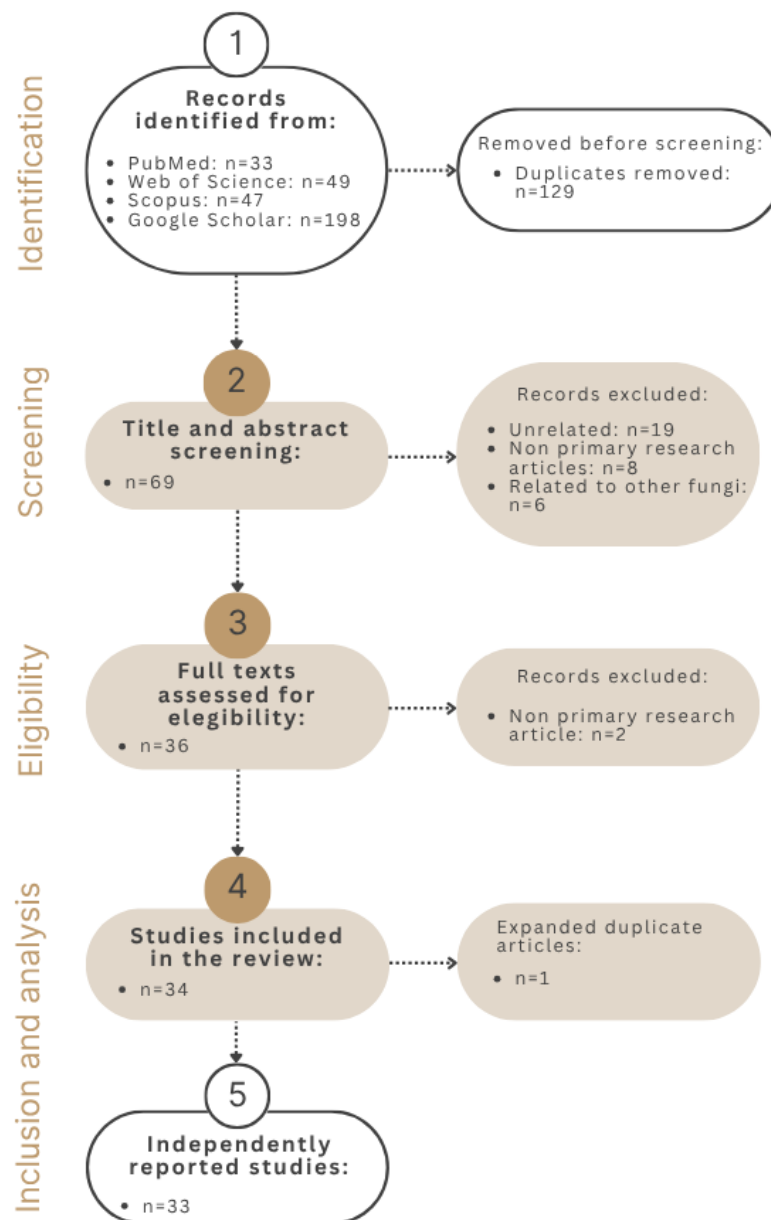 Identification
1
Records
identified from:
• PubMed: n=33
• Web of Science: n=49
• Scopus: n=47
• Google Scholar: n=198
Removed before screening:
• Duplicates removed:
n=129
Screening
2
Title and abstract
screening:
• n=69
Records excluded:
• Unrelated: n=19
• Non primary research
articles: n=8
• Related to other fungi:
n=6
Eligibility
3
Full texts
assessed for
elegibility:
• n=36
Records excluded:
• Non primary research
article: n=2
Inclusion and analysis
4
Studies included
in the review:
• n=34
Expanded duplicate
articles:
• n=1
5
Independently
reported studies:
• n=33